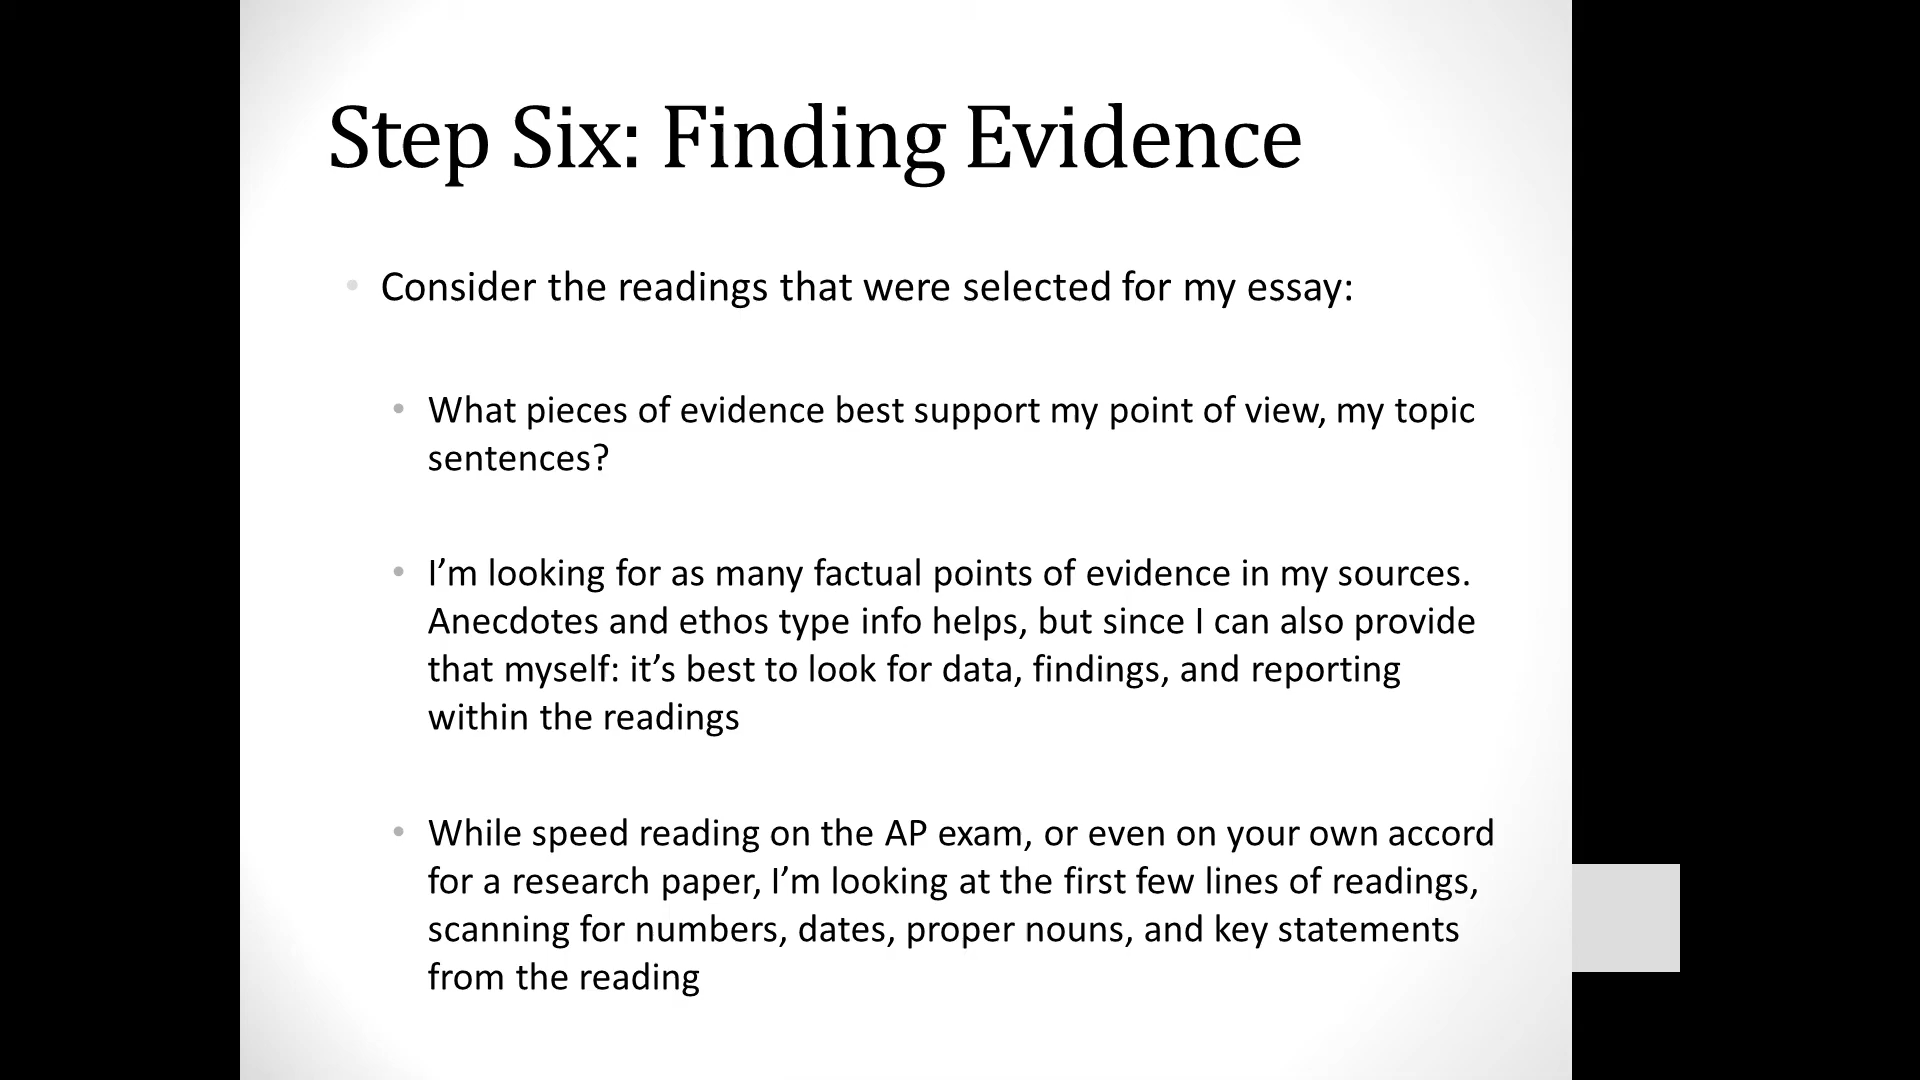 Step Six: Finding Evidence
• Consider the readings that were selected for my essay:
• What pieces of evidence best support my point of view, my topic
sentences?
• I’m looking for as many factual points of evidence in my sources.
Anecdotes and ethos type info helps, but since I can also provide
that myself: it’s best to look for data, findings, and reporting
within the readings
• While speed reading on the AP exam, or even on your own accord
for a research paper, I’m looking at the first few lines of readings,
scanning for numbers, dates, proper nouns, and key statements
from the reading